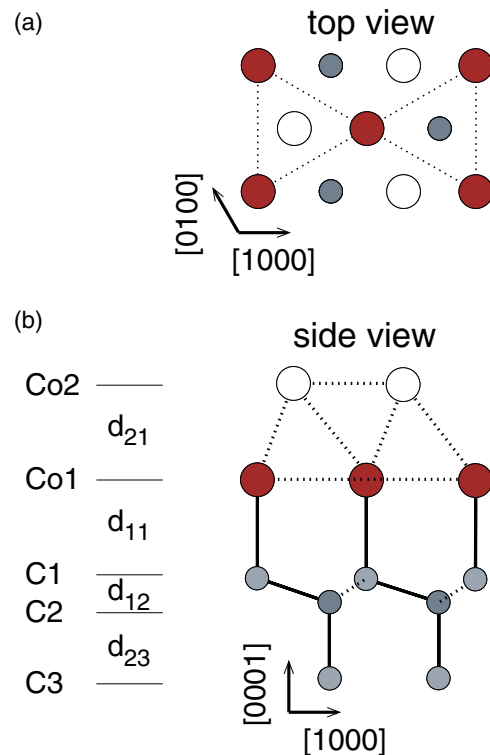 (a)
top view
[0100]
[1000]
(b)
side view
Co2
d21
Co1
d11
C1
d12
C2
d23
C3
[0001]
[1000]